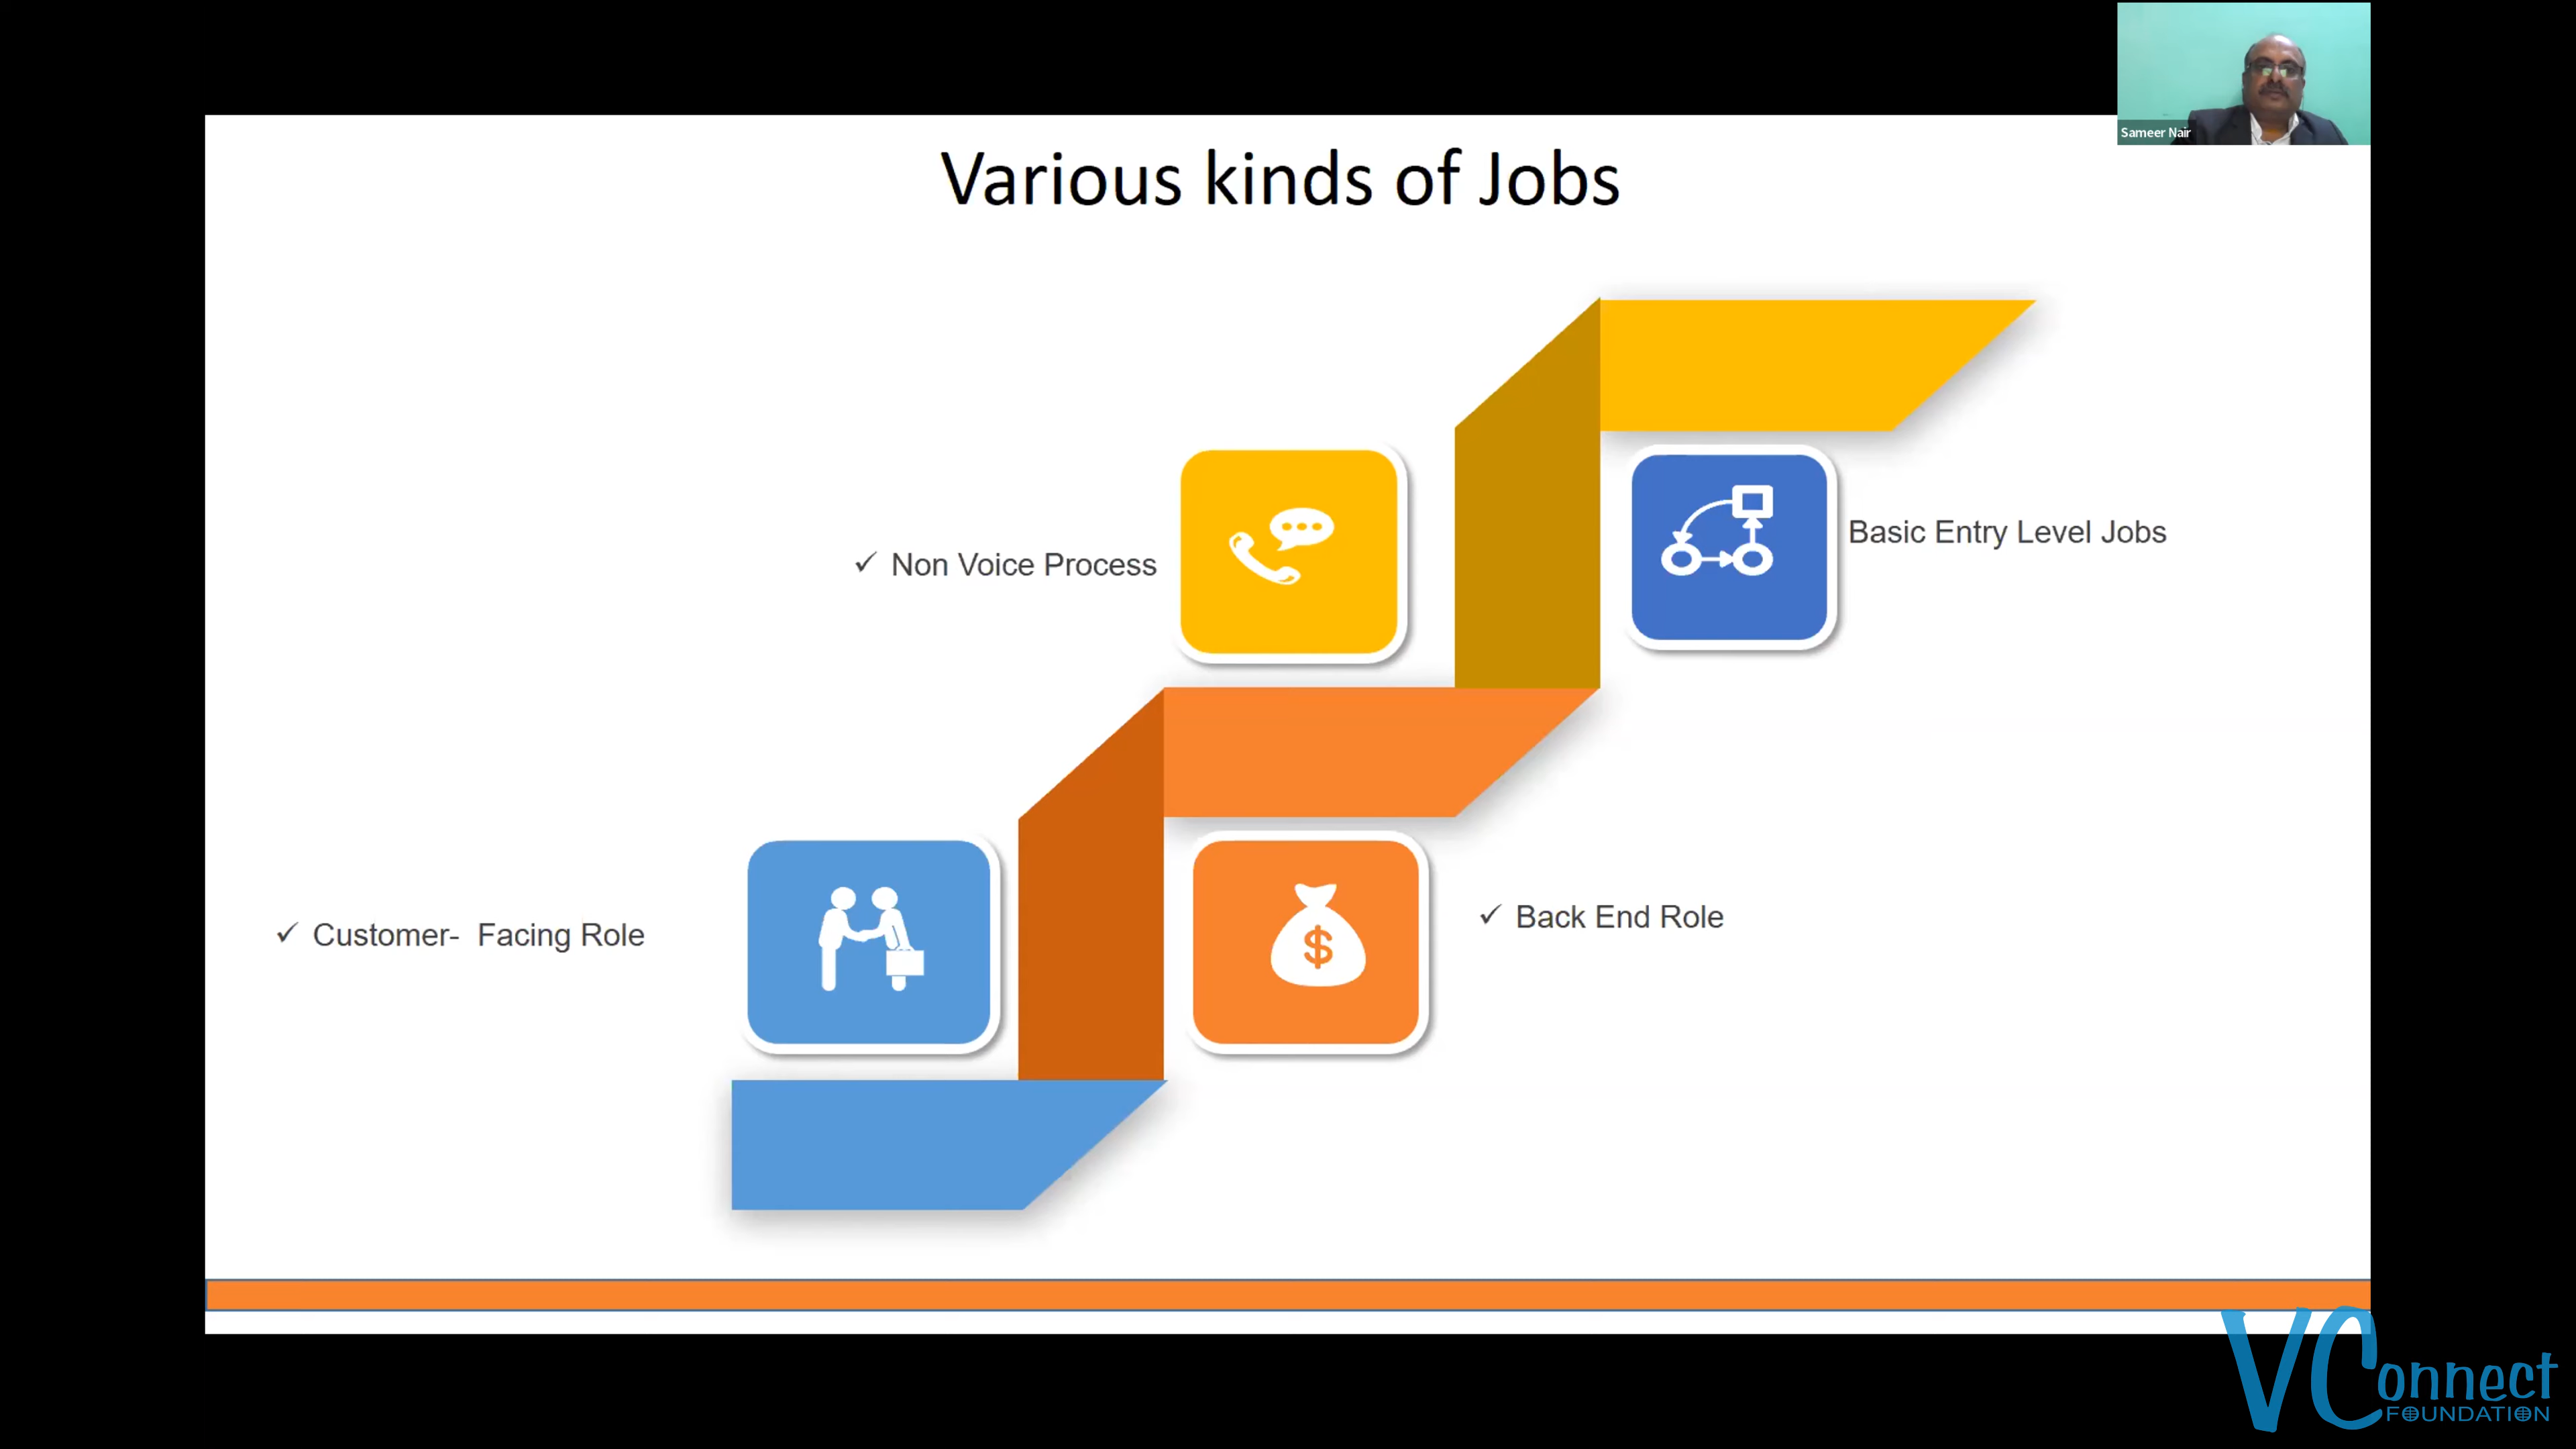 Sameer Nair
Various kinds of Jobs
✓ Non Voice Process
Basic Entry Level Jobs
✓ Customer-  Facing Role
$
✓ Back End Role
VConnect
FOUNDATION